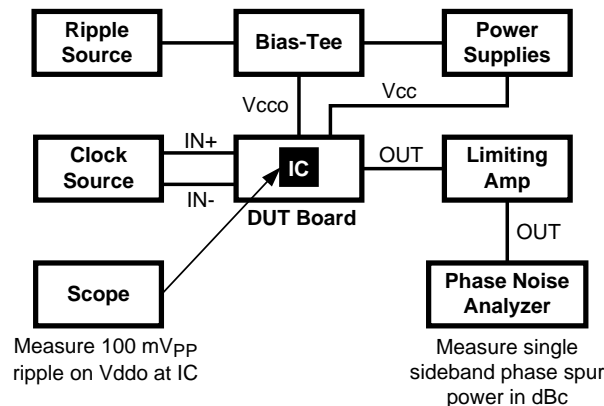 Ripple
Source
Bias-Tee
Power
Supplies
Vcco
Vcc
Clock
Source
IN+
IN-
IC
DUT Board
OUT
Limiting
Amp
OUT
Scope
Phase Noise
Analyzer
Measure 100 mVPP
ripple on Vddo at IC
Measure single
sideband phase spur
power in dBc